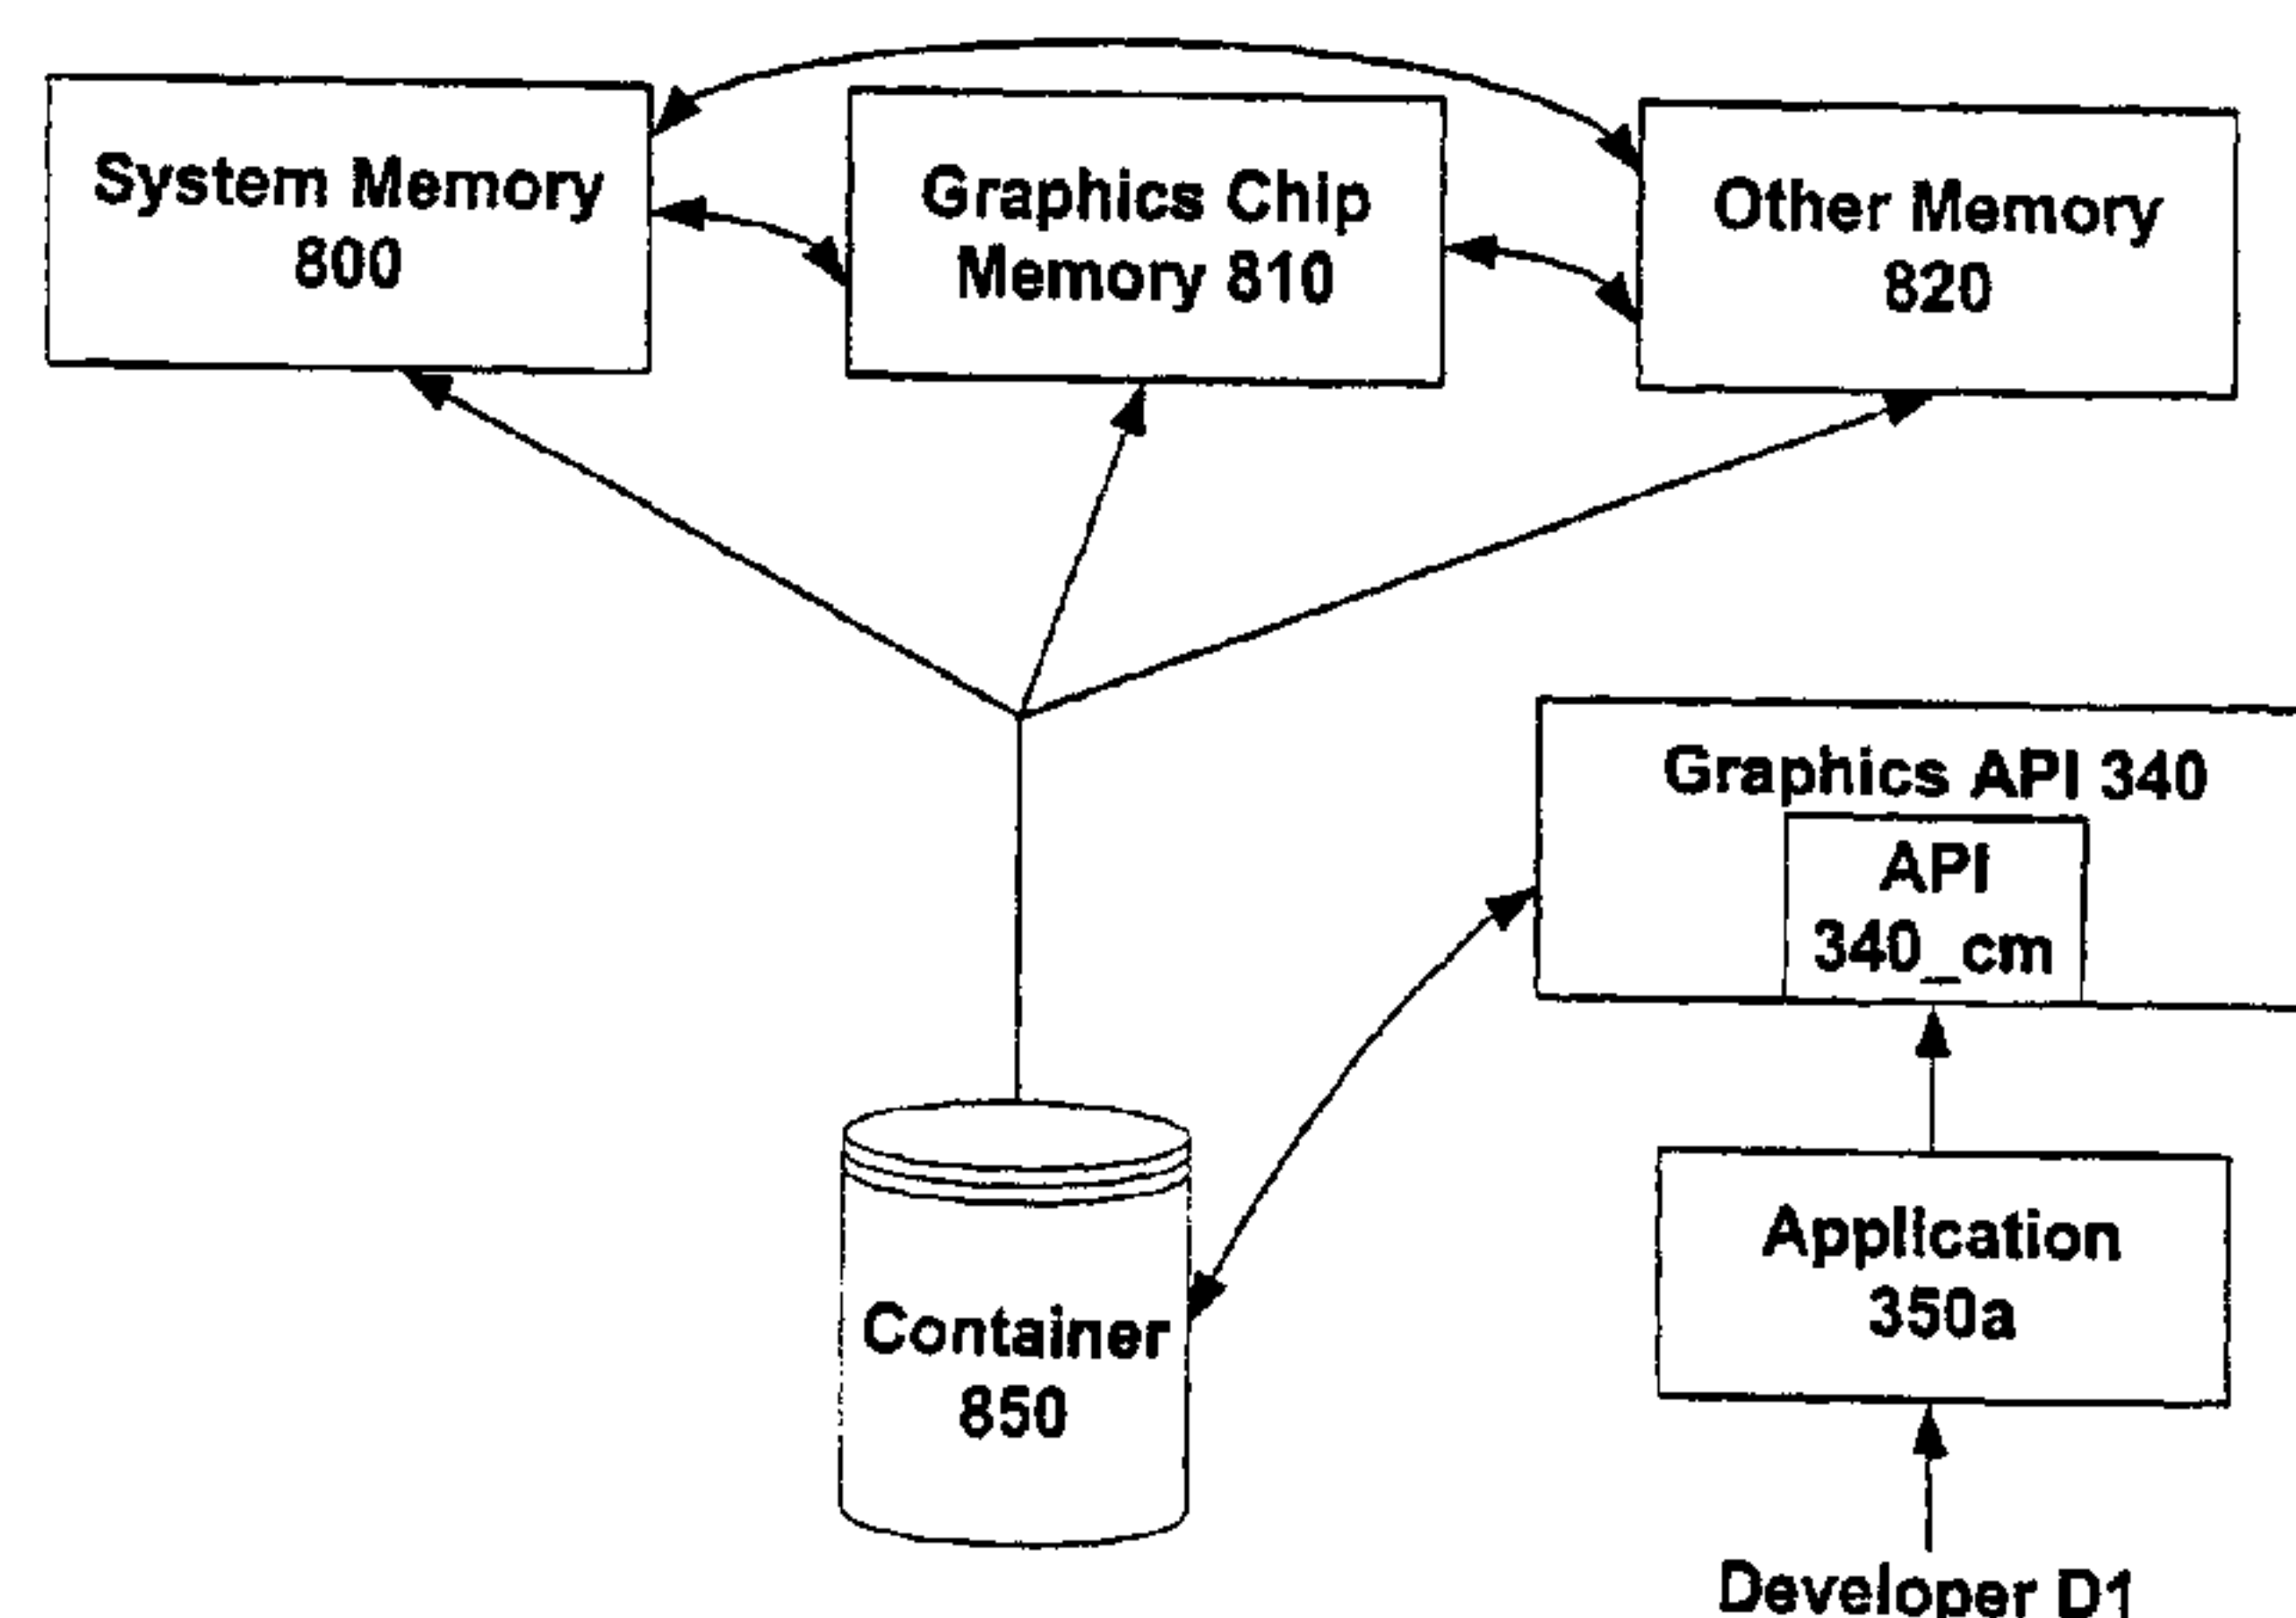 System Memory
800
Graphics Chip
Memory 810
Other Memory
820
Graphics API 340
API
340_cm
Application
350a
Container
850
Developer D1